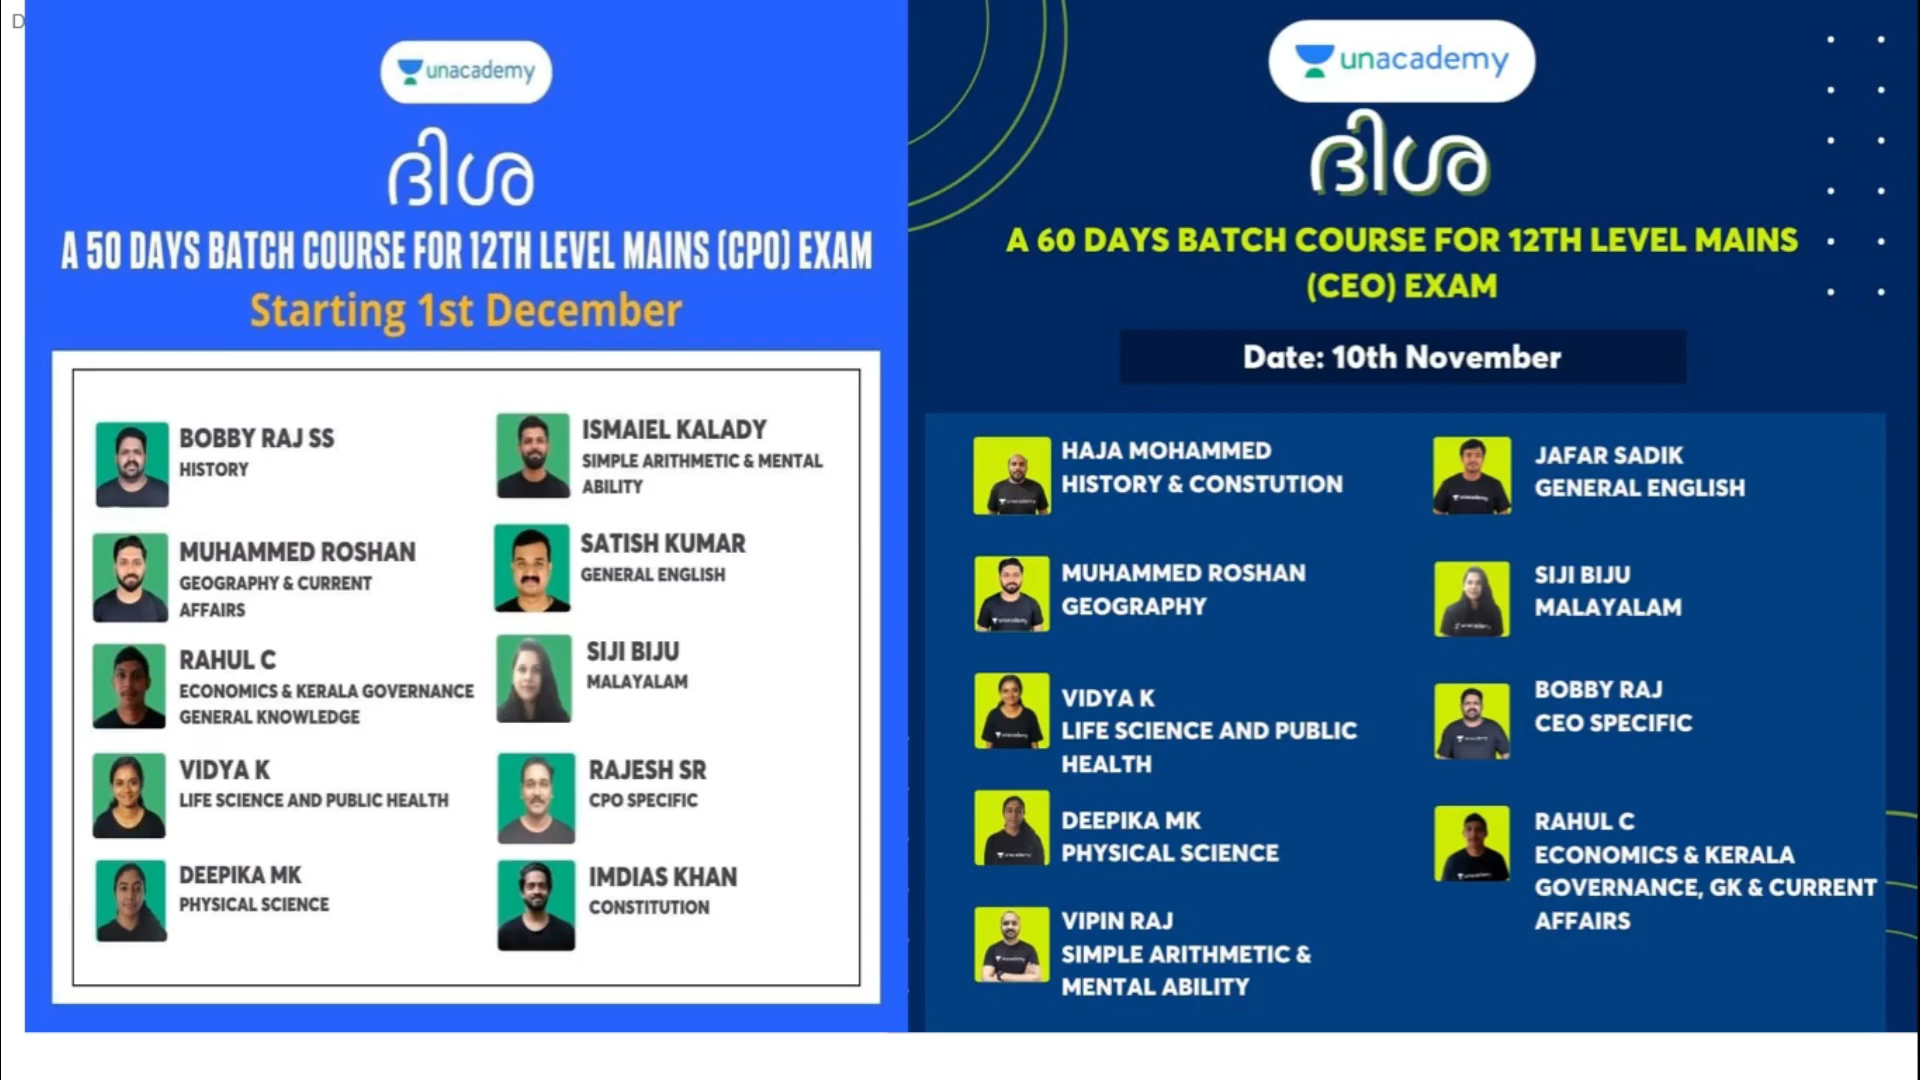 D
unacademy
ദിശ
A 50 DAYS BATCH COURSE FOR 12TH LEVEL MAINS (CPO) EXAM
Starting 1st December
BOBBY RAJ SS
HISTORY
MUHAMMED ROSHAN
GEOGRAPHY & CURRENT
AFFAIRS
RAHUL C
ECONOMICS & KERALA GOVERNANCE
GENERAL KNOWLEDGE
VIDYA K
LIFE SCIENCE AND PUBLIC HEALTH
DEEPIKA MK
PHYSICAL SCIENCE
ISMAIEL KALADY
SIMPLE ARITHMETIC & MENTAL
ABILITY
SATISH KUMAR
GENERAL ENGLISH
SIJI BIJU
MALAYALAM
RAJESH SR
CPO SPECIFIC
IMDIAS KHAN
CONSTITUTION
unacademy
ദിശ
A 60 DAYS BATCH COURSE FOR 12TH LEVEL MAINS
(CEO) EXAM
Date: 10th November
HAJA MOHAMMED
HISTORY & CONSTUTION
MUHAMMED ROSHAN
GEOGRAPHY
VIDYA K
LIFE SCIENCE AND PUBLIC
HEALTH
DEEPIKA MK
PHYSICAL SCIENCE
VIPIN RAJ
SIMPLE ARITHMETIC &
MENTAL ABILITY
JAFAR SADIK
GENERAL ENGLISH
SIJI BIJU
MALAYALAM
BOBBY RAJ
CEO SPECIFIC
RAHUL C
ECONOMICS & KERALA
GOVERNANCE, GK & CURRENT
AFFAIRS